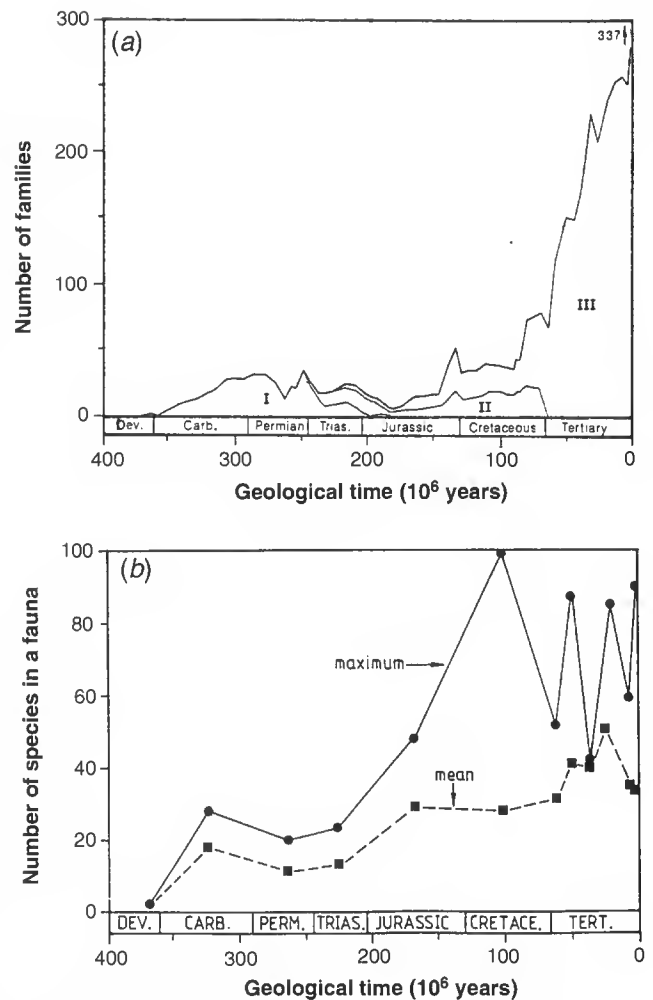 300
(a)
337
200
Number of families
100
III
I
II
0
Dev. Carb. Permian Trias. Jurassic Cretaceous Tertiary
400 300 200 100 0
Geological time (10⁶ years)
100
(b)
80
maximum
60
Number of species in a fauna
40
mean
20
0
DEV. CARB. PERM. TRIAS. JURASSIC CRETACE. TERT.
400 300 200 100 0
Geological time (10⁶ years)